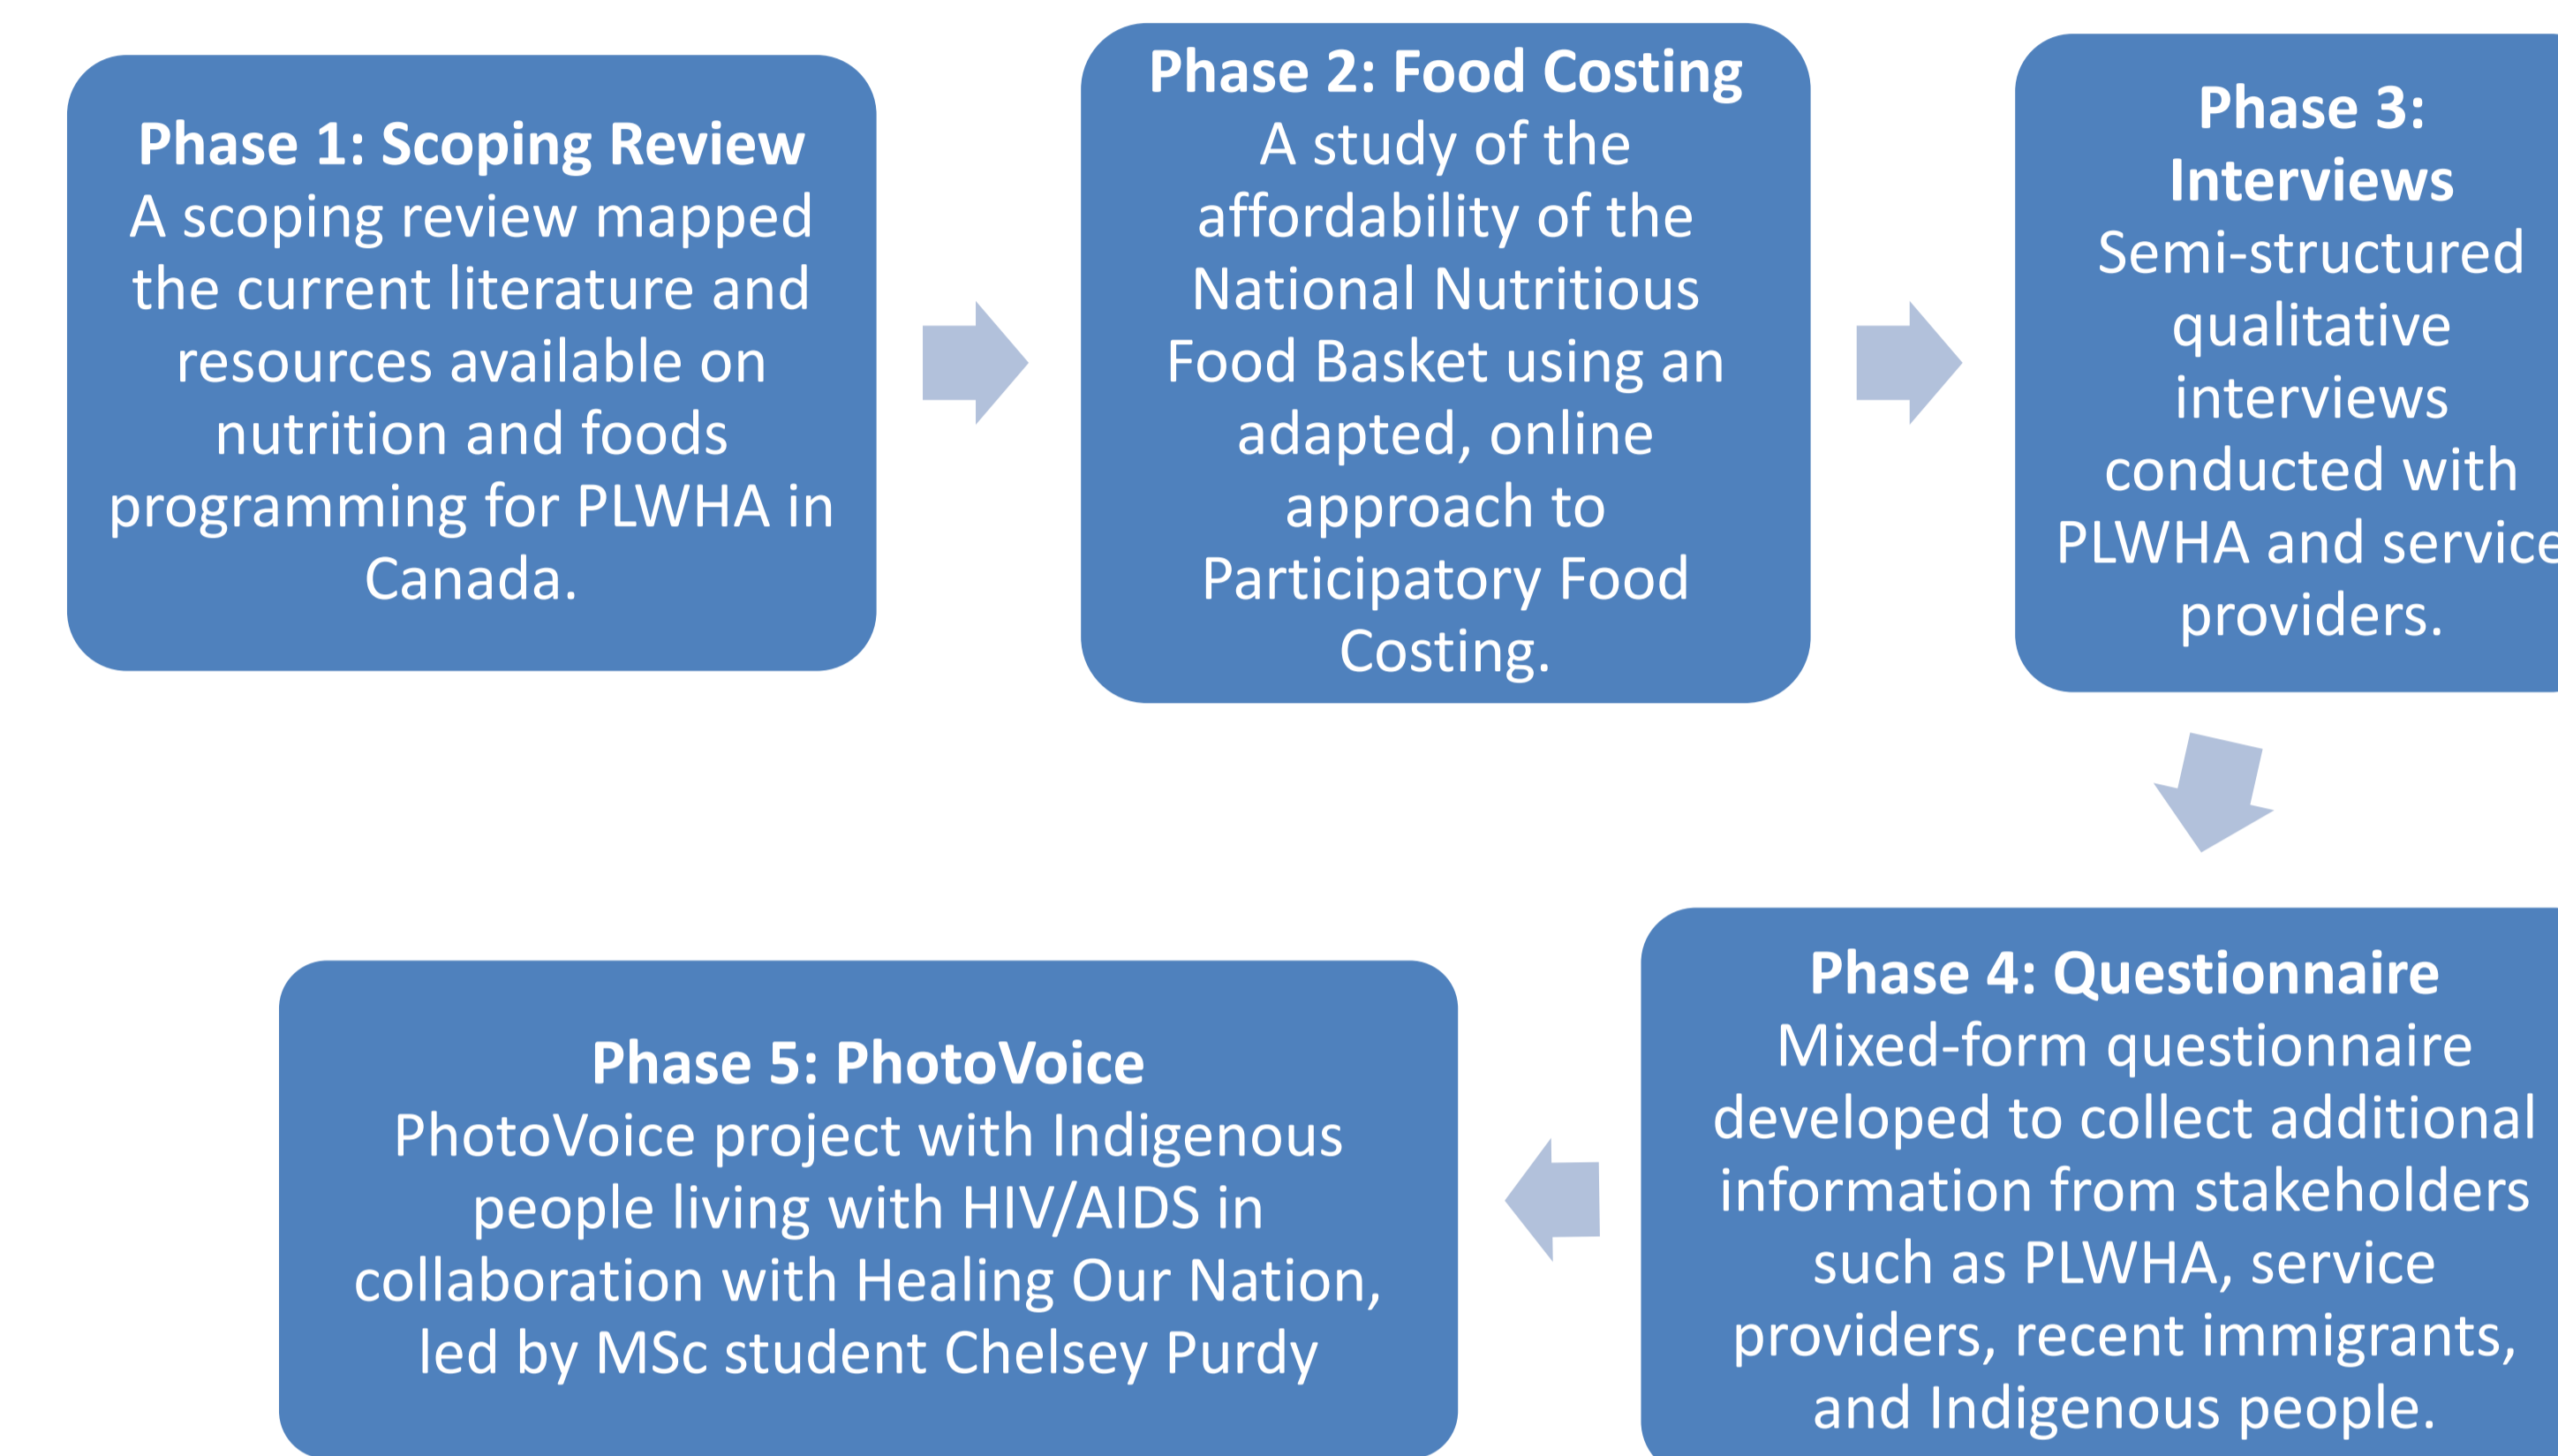 Phase 1: Scoping Review
A scoping review mapped
the current literature and
resources available on
nutrition and foods
programming for PLWHA in
Canada.
Phase 2: Food Costing
A study of the
affordability of the
National Nutritious
Food Basket using an
adapted, online
approach to
Participatory Food
Costing.
Phase 3:
Interviews
Semi-structured
qualitative
interviews
conducted with
PLWHA and service
providers.
Phase 4: Questionnaire
Mixed-form questionnaire
developed to collect additional
information from stakeholders
such as PLWHA, service
providers, recent immigrants,
and Indigenous people.
Phase 5: PhotoVoice
PhotoVoice project with Indigenous
people living with HIV/AIDS in
collaboration with Healing Our Nation,
led by MSc student Chelsey Purdy